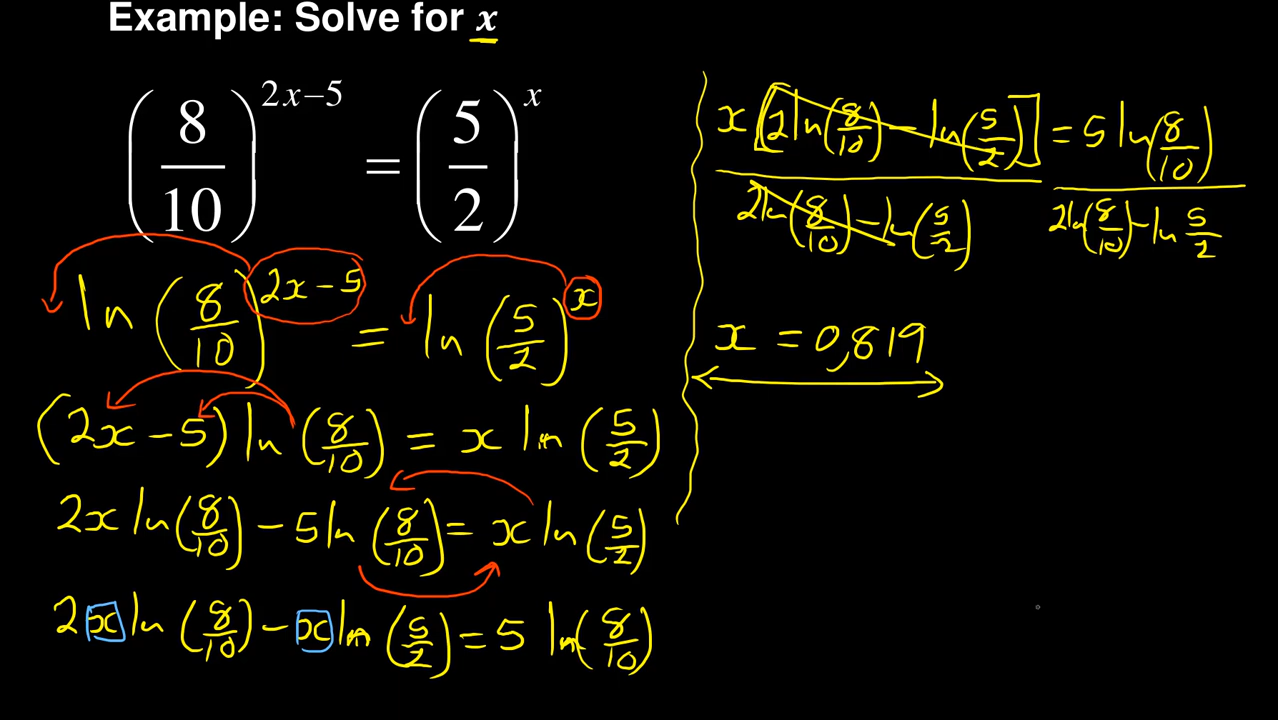 Example: Solve for x
(8/10)^(2x−5) = (5/2)^x
ln (8/10)^(2x−5) = ln (5/2)^x
(2x−5) ln (8/10) = x ln (5/2)
2x ln (8/10) − 5 ln (8/10) = x ln (5/2)
2x ln (8/10) − x ln (5/2) = 5 ln (8/10)
x [2 ln (8/10) − ln (5/2)] / 2 ln (8/10) − ln (5/2) = 5 ln (8/10) / 2 ln (8/10) − ln 5/2
x = 0,819